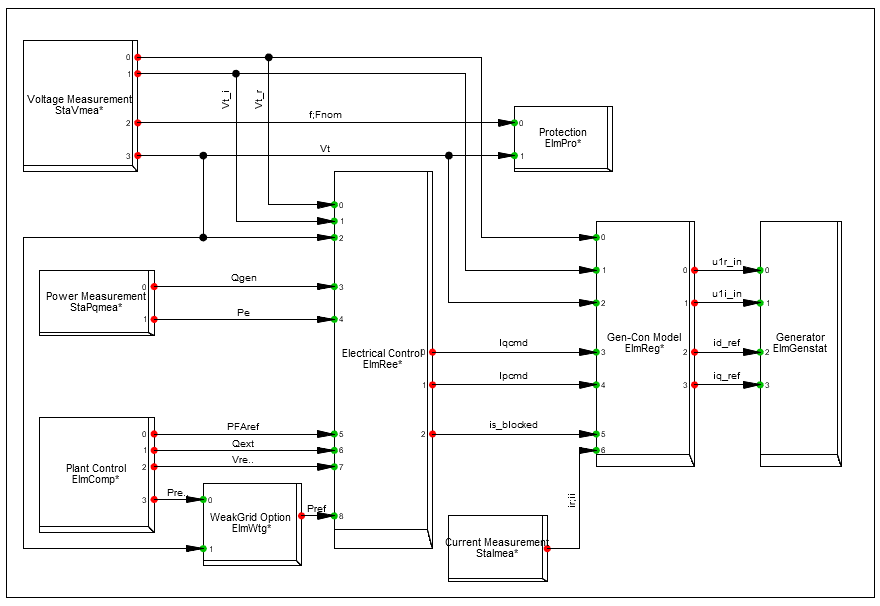 0
Voltage Measurement
StaVmea*
1
2
3
Vt_i
Vt_r
f;Fnom
Vt
0
Protection
ElmPro*
1
0
1
2
3
4
5
6
7
8
Electrical Control
ElmRee*
0
1
2
Power Measurement
StaPqmea*
0
1
Qgen
Pe
Plant Control
ElmComp*
0
1
2
3
PFAref
Qext
Vre..
Pre..
0
WeakGrid Option
ElmWtg*
1
Pref
Iqcmd
Ipcmd
is_blocked
Current Measurement
StaImea*
0
ir;ii
0
1
2
3
4
5
6
Gen-Con Model
ElmReg*
0
1
2
3
u1r_in
u1i_in
id_ref
iq_ref
0
1
2
3
Generator
ElmGenstat